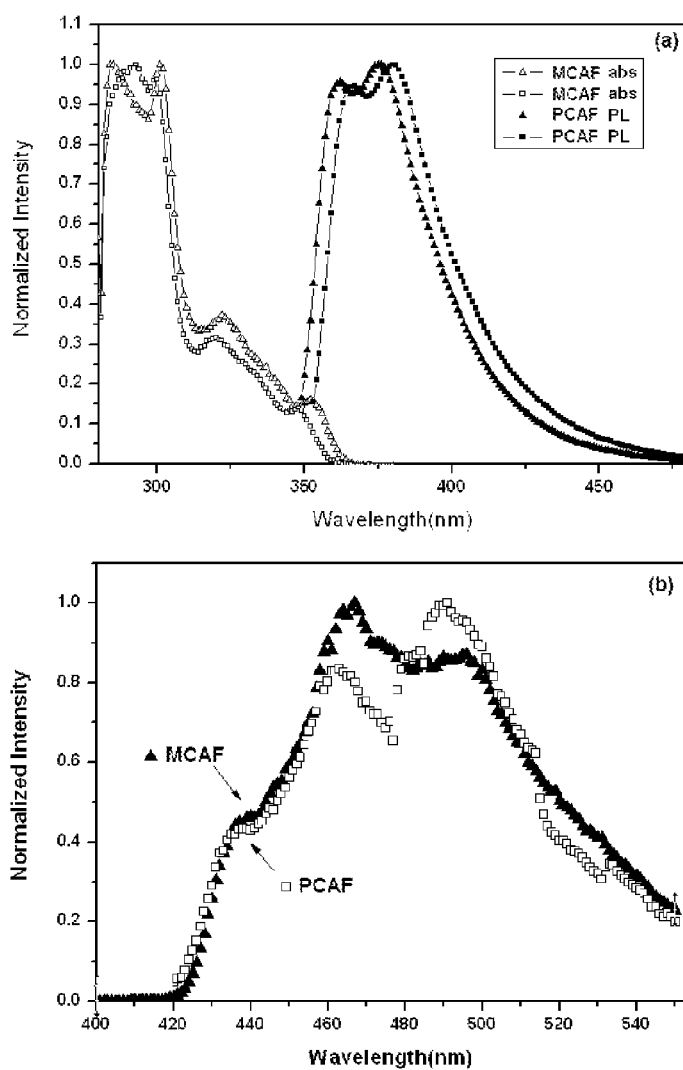 (a)
1.1
1.0
0.9
0.8
0.7
0.6
0.5
0.4
0.3
0.2
0.1
0.0
Normalized Intensity
MCAF abs
MCAF abs
PCAF PL
PCAF PL
300 350 400 450
Wavelength(nm)
(b)
1.0
0.8
0.6
0.4
0.2
0.0
Normalized Intensity
MCAF
PCAF
400 420 440 460 480 500 520 540
Wavelength(nm)